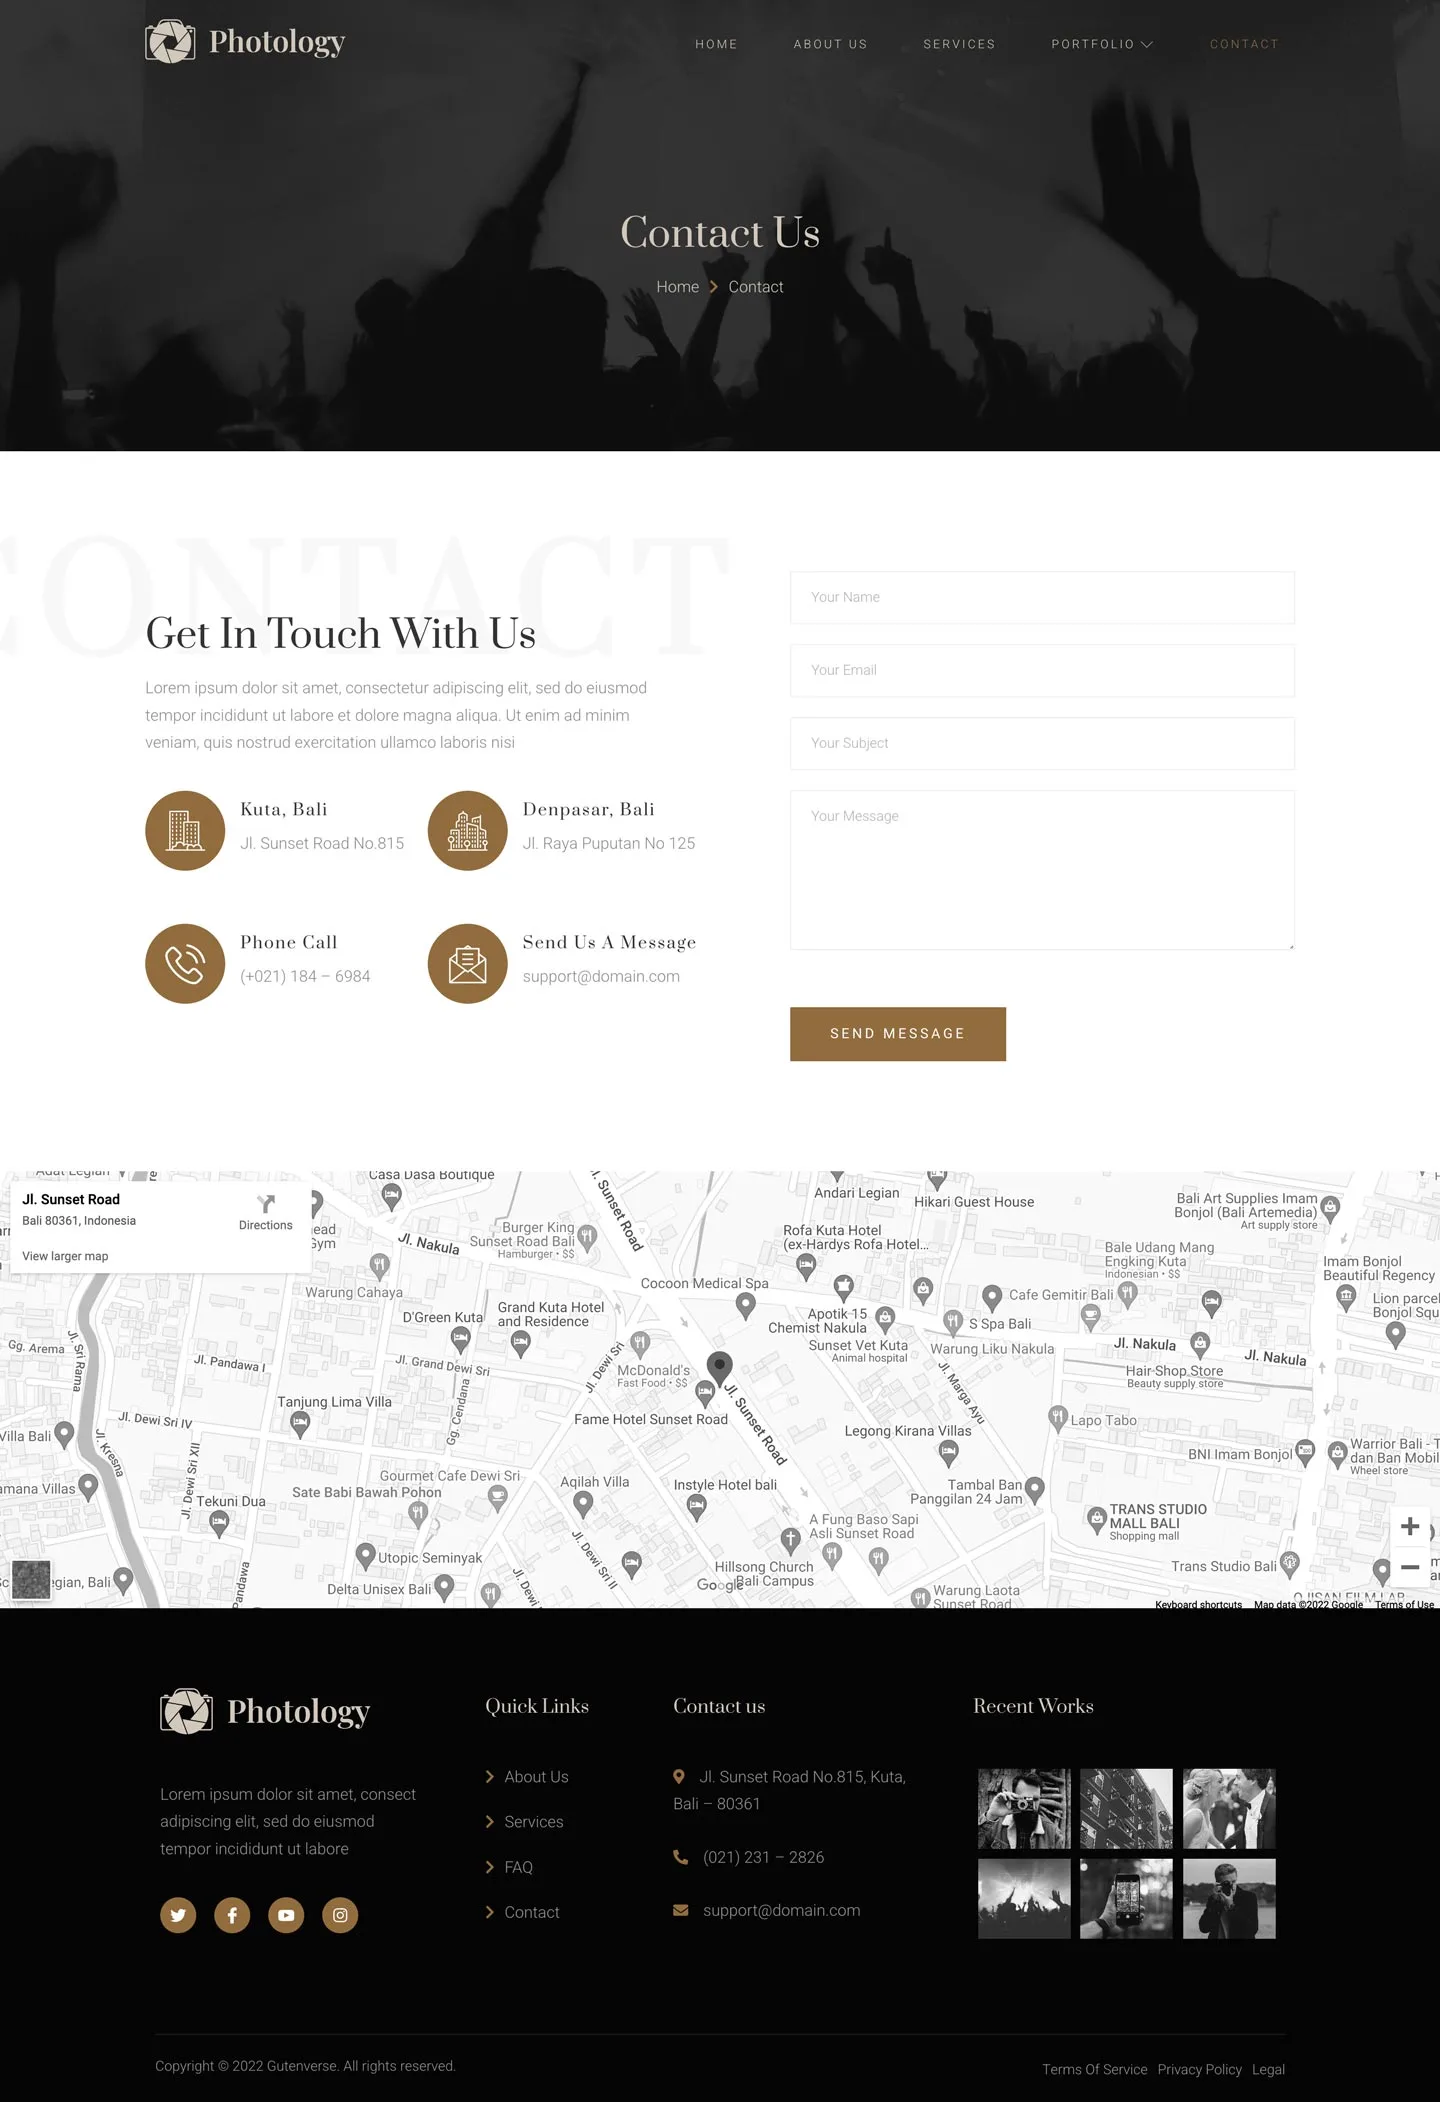 Photology
HOME
ABOUT US
SERVICES
PORTFOLIO
CONTACT
Contact Us
Home
Contact
CONTACT
Get In Touch With Us
Lorem ipsum dolor sit amet, consectetur adipiscing elit, sed do eiusmod
tempor incididunt ut labore et dolore magna aliqua. Ut enim ad minim
veniam, quis nostrud exercitation ullamco laboris nisi
Kuta, Bali
Jl. Sunset Road No.815
Denpasar, Bali
Jl. Raya Puputan No 125
Phone Call
(+021) 184 – 6984
Send Us A Message
support@domain.com
Your Name
Your Email
Your Subject
Your Message
SEND MESSAGE
Jl. Sunset Road
Bali 80361, Indonesia
View larger map
Directions
Adat Legian
Casa Dasa Boutique
Jl. Sunset Road
Andari Legian
Hikari Guest House
Bali Art Supplies Imam
Bonjol (Bali Artemedia)
Art supply store
Gym
Jl. Nakula
Burger King
Sunset Road Bali
Hamburger • $$
Rofa Kuta Hotel
(ex-Hardys Rofa Hotel...
Bale Udang Mang
Engking Kuta
Indonesian • $$
Imam Bonjol
Beautiful Regency
Warung Cahaya
Cocoon Medical Spa
Cafe Gemitir Bali
Lion parcel
Bonjol Squ
D'Green Kuta
Grand Kuta Hotel
and Residence
Apotik 15
Chemist Nakula
S Spa Bali
Sunset Vet Kuta
Animal hospital
Warung Liku Nakula
Jl. Nakula
Jl. Nakula
Gg. Arema
Jl. Sri Rama
Jl. Pandawa I
Jl. Grand Dewi Sri
Jl. Dewi Sri
McDonald's
Fast Food • $$
Hair Shop Store
Beauty supply store
Jl. Marga Ayu
Tanjung Lima Villa
Gg. Cendana
Jl. Dewi Sri IV
Fame Hotel Sunset Road
Jl. Sunset Road
Legong Kirana Villas
Lapo Tabo
Villa Bali
Jl. Kresna
Jl. Dewi Sri XII
BNI Imam Bonjol
Warrior Bali - T
dan Ban Mobil
Wheel store
amana Villas
Gourmet Cafe Dewi Sri
Sate Babi Bawah Pohon
Aqilah Villa
Instyle Hotel bali
Tambal Ban
Panggilan 24 Jam
Tekuni Dua
A Fung Baso Sapi
Asli Sunset Road
TRANS STUDIO
MALL BALI
Shopping mall
Utopic Seminyak
Jl. Dewi Sri II
Hillsong Church
Bali Campus
Google
Trans Studio Bali
egian, Bali
Pandawa
Delta Unisex Bali
Jl. Dewi
Warung Laota
Sunset Road
Keyboard shortcuts
Map data ©2022 Google
Terms of Use
Photology
Lorem ipsum dolor sit amet, consect
adipiscing elit, sed do eiusmod
tempor incididunt ut labore
Quick Links
About Us
Services
FAQ
Contact
Contact us
Jl. Sunset Road No.815, Kuta,
Bali – 80361
(021) 231 – 2826
support@domain.com
Recent Works
Copyright © 2022 Gutenverse. All rights reserved.
Terms Of Service
Privacy Policy
Legal